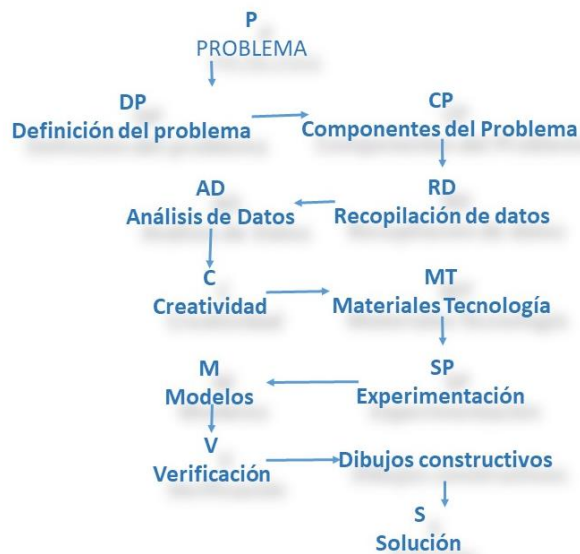 P
PROBLEMA
DP
Definición del problema
CP
Componentes del Problema
RD
Recopilación de datos
AD
Análisis de Datos
C
Creatividad
MT
Materiales Tecnología
SP
Experimentación
M
Modelos
V
Verificación
Dibujos constructivos
S
Solución